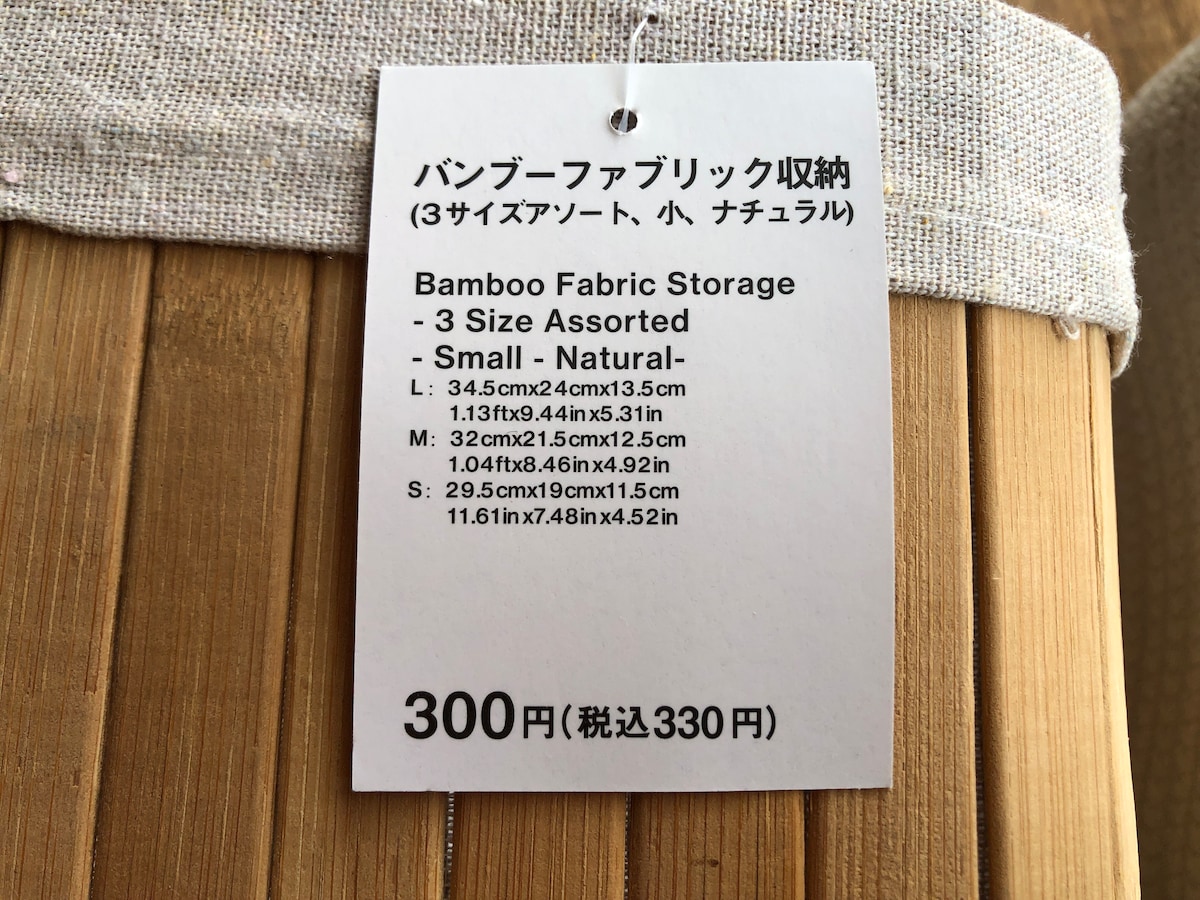 バンブーファブリック収納
(3サイズアソート、小、ナチュラル)
Bamboo Fabric Storage
- 3 Size Assorted
- Small - Natural-
L: 34.5cmx24cmx13.5cm
1.13ftx9.44inx5.31in
M: 32cmx21.5cmx12.5cm
1.04ftx8.46inx4.92in
S: 29.5cmx19cmx11.5cm
11.61inx7.48inx4.52in
300円(税込330円)